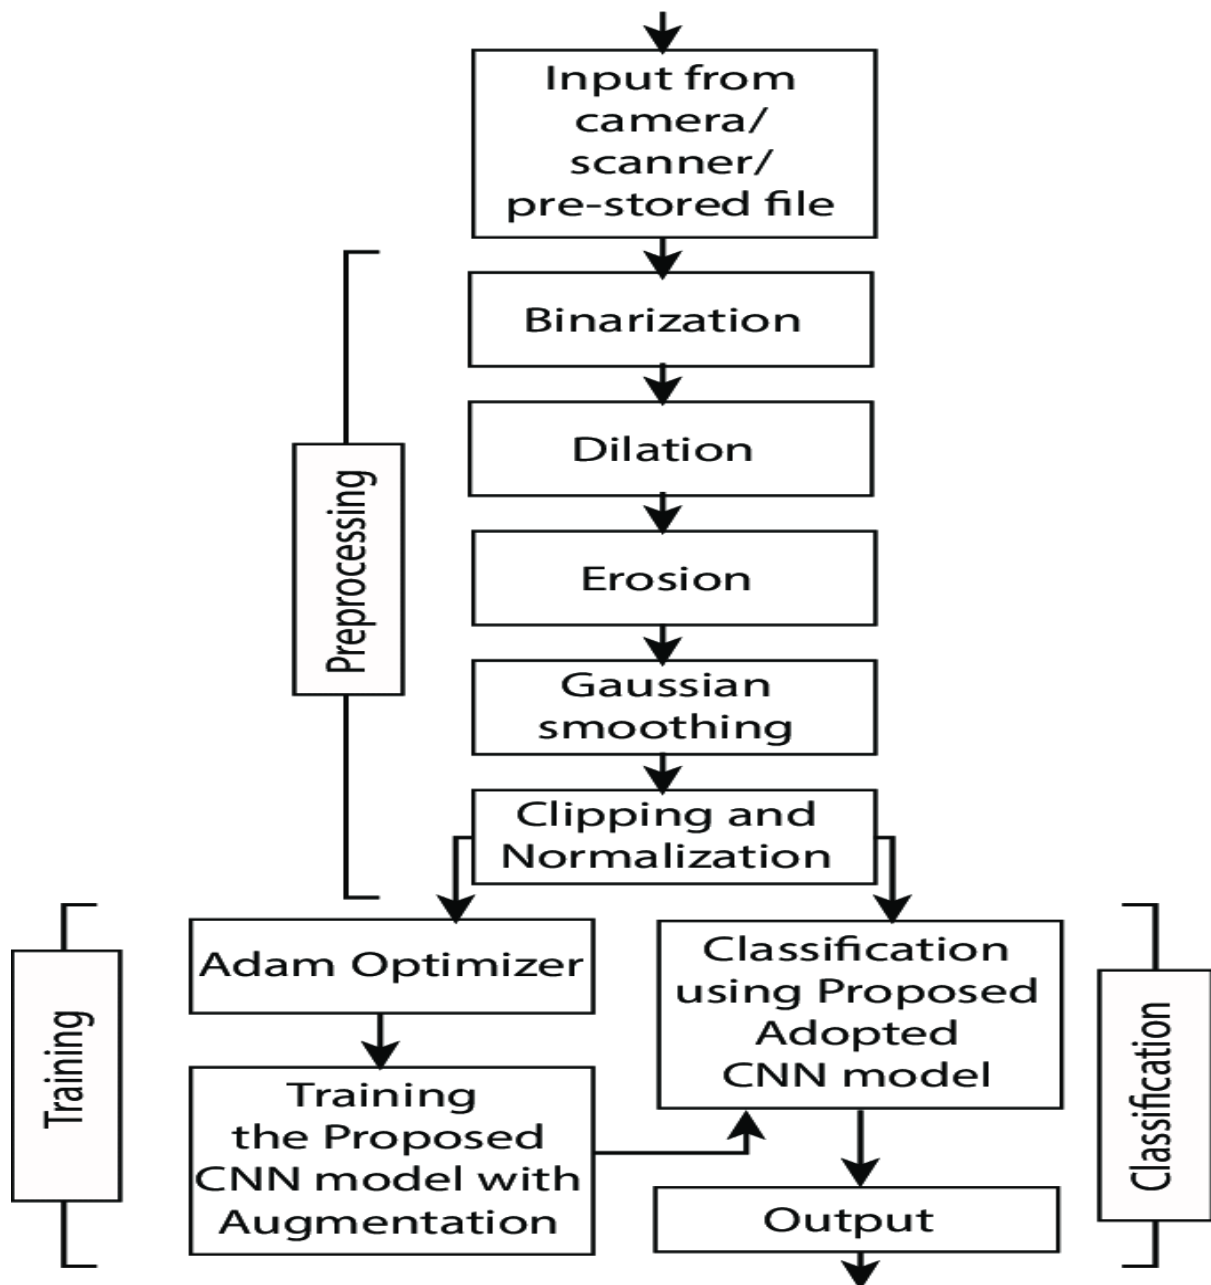 Input from
camera/
scanner/
pre-stored file
Binarization
Dilation
Erosion
Preprocessing
Gaussian
smoothing
Clipping and
Normalization
Adam Optimizer
Training
the Proposed
CNN model with
Augmentation
Training
Classification
using Proposed
Adopted
CNN model
Output
Classification